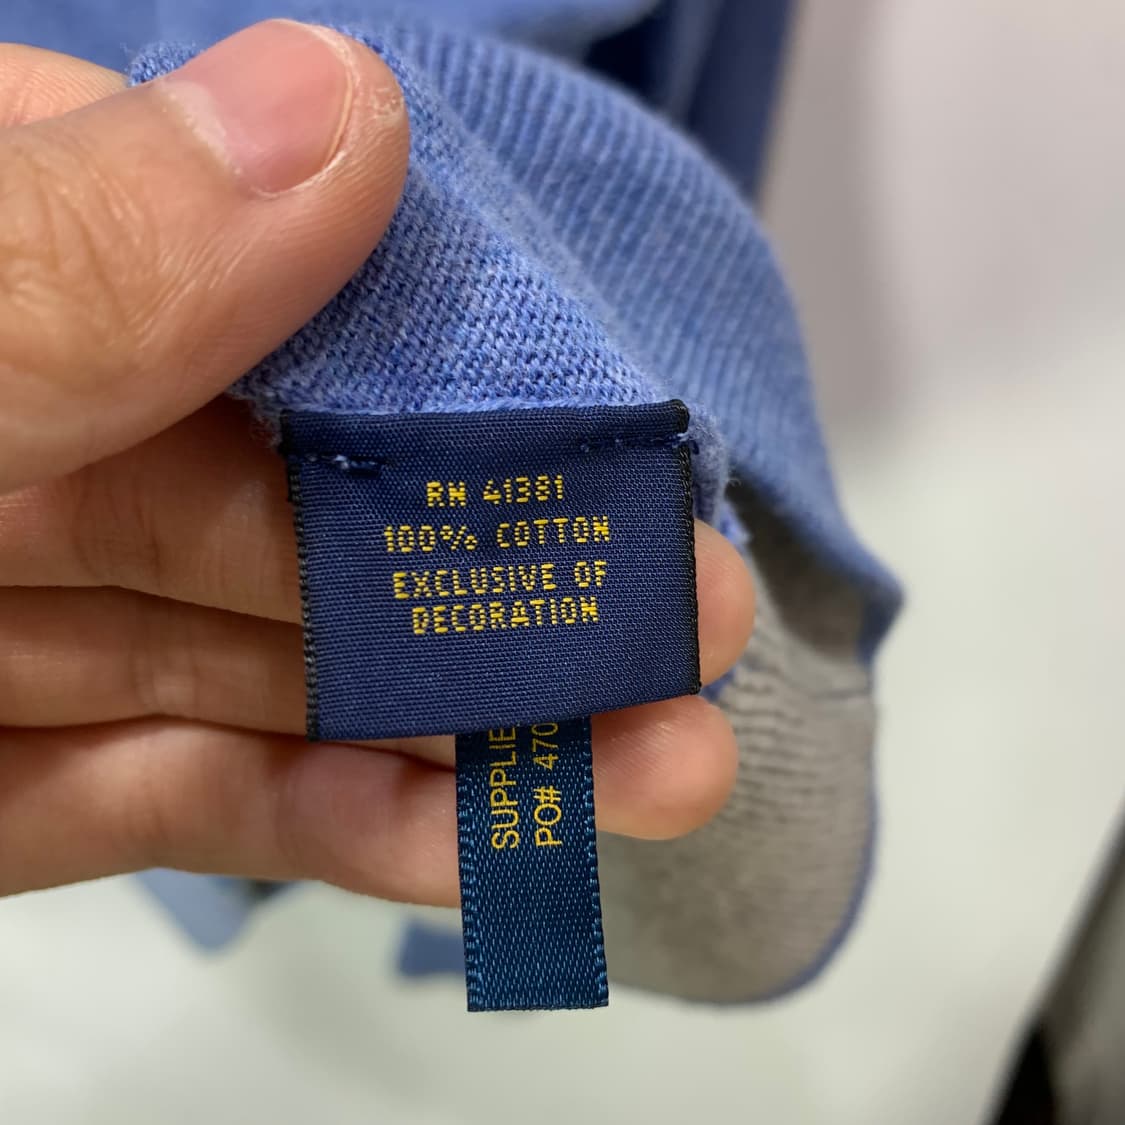 RN 41381
100% COTTON
EXCLUSIVE OF
DECORATION
SUPPLIE
PO# 470